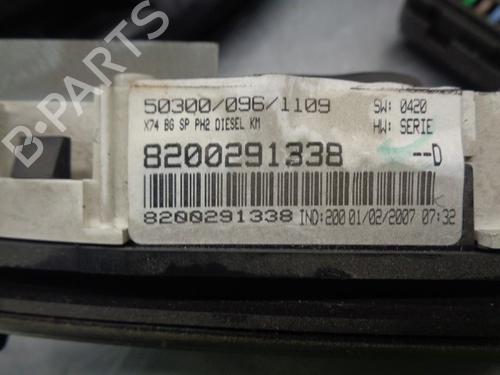 50300/096/1109 SW: 0420
X74 BG SP PH2 DIESEL KM HW: SERIE
8200291338 --D
8200291338 IND:200 01/02/2007 07:32
B-PARTS